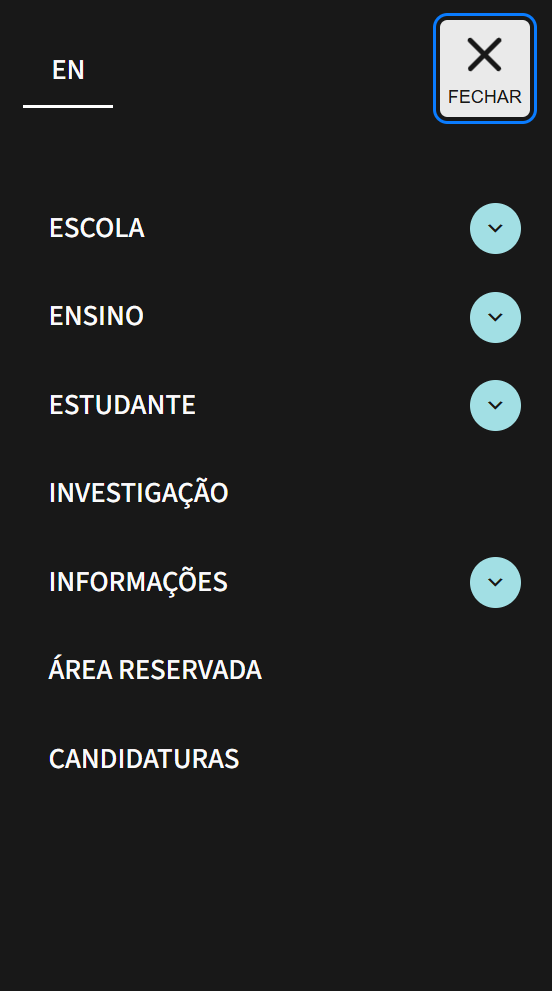 EN
FECHAR
ESCOLA
ENSINO
ESTUDANTE
INVESTIGAÇÃO
INFORMAÇÕES
ÁREA RESERVADA
CANDIDATURAS